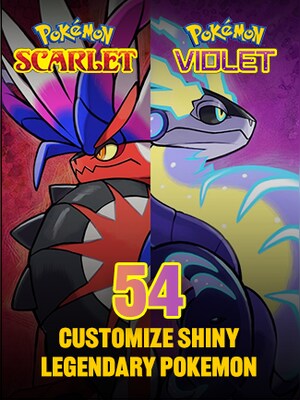 Pokémon Pokémon
SCARLET VIOLET
54
CUSTOMIZE SHINY
LEGENDARY POKEMON